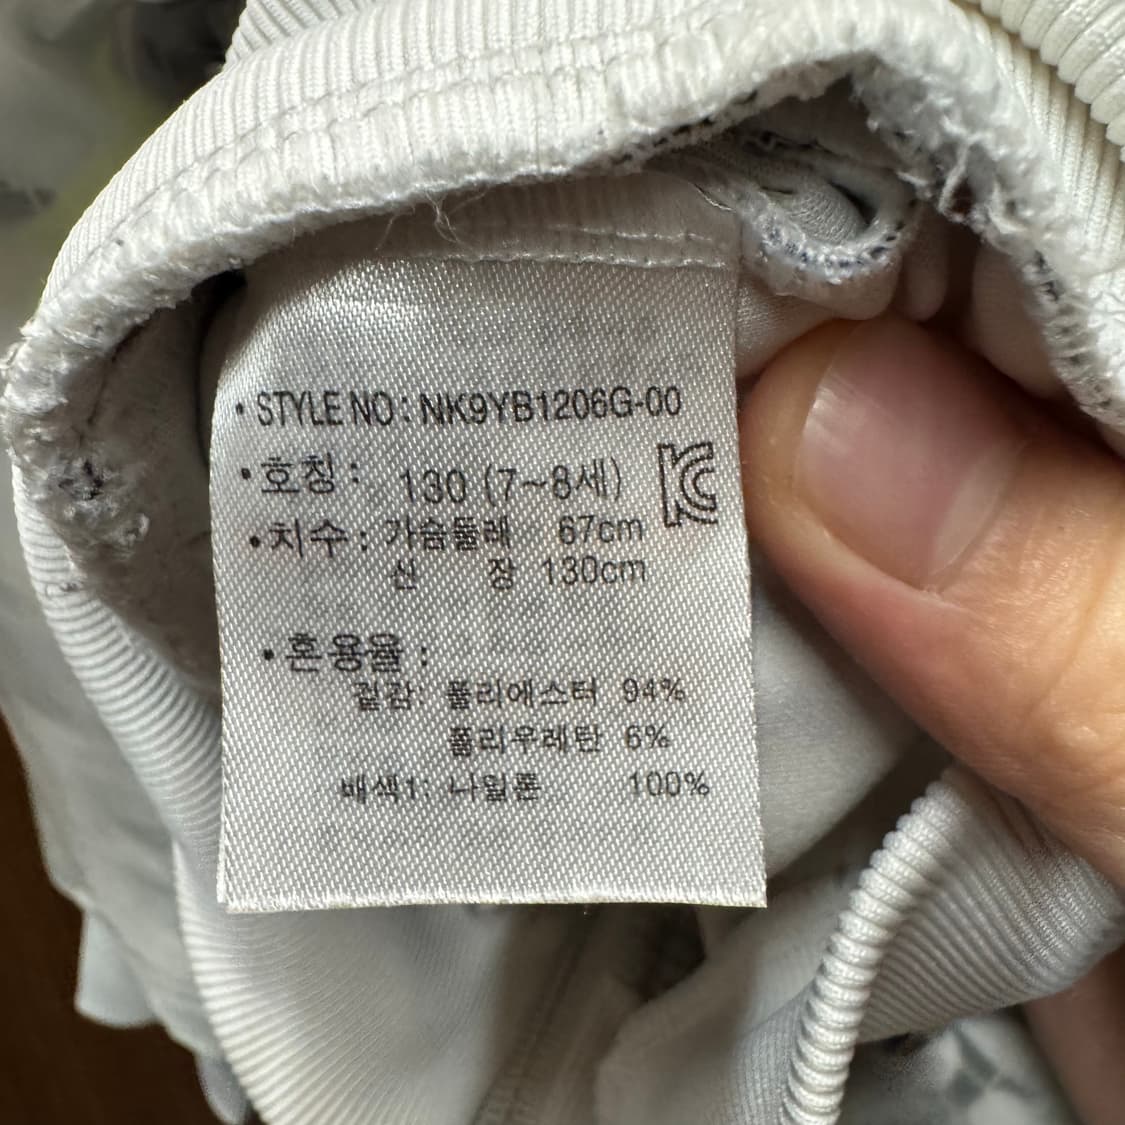 • STYLE NO : NK9YB1206G-00
• 호칭 : 130 (7~8세)
• 치수 : 가슴둘레 67cm
신 장 130cm
• 혼용율 :
겉감: 폴리에스터 94%
폴리우레탄 6%
배색1: 나일론 100%